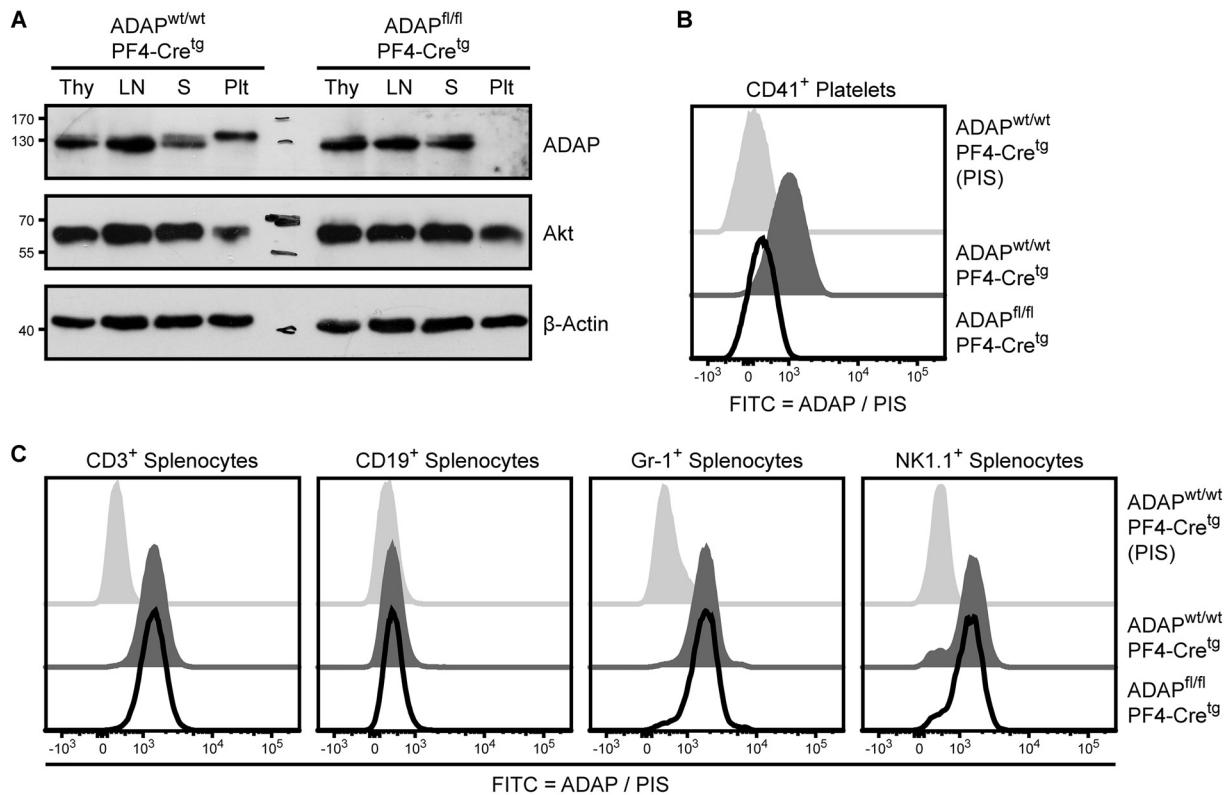 A
ADAPwt/wt
PF4-Cretg
ADAPfl/fl
PF4-Cretg
Thy LN S Plt Thy LN S Plt
170
130
ADAP
70
55
Akt
40
β-Actin
B
CD41+ Platelets
ADAPwt/wt
PF4-Cretg
(PIS)
ADAPwt/wt
PF4-Cretg
ADAPfl/fl
PF4-Cretg
-103 0 103 104 105
FITC = ADAP / PIS
C
CD3+ Splenocytes CD19+ Splenocytes Gr-1+ Splenocytes NK1.1+ Splenocytes
ADAPwt/wt
PF4-Cretg
(PIS)
ADAPwt/wt
PF4-Cretg
ADAPfl/fl
PF4-Cretg
-103 0 103 104 105 -103 0 103 104 105 -103 0 103 104 105 -103 0 103 104 105
FITC = ADAP / PIS